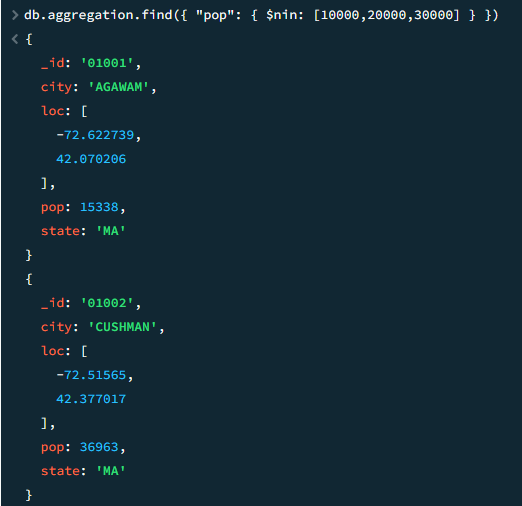 > db.aggregation.find({ "pop": { $nin: [10000,20000,30000] } })
< {
_id: '01001',
city: 'AGAWAM',
loc: [
-72.622739,
42.070206
],
pop: 15338,
state: 'MA'
}
{
_id: '01002',
city: 'CUSHMAN',
loc: [
-72.51565,
42.377017
],
pop: 36963,
state: 'MA'
}